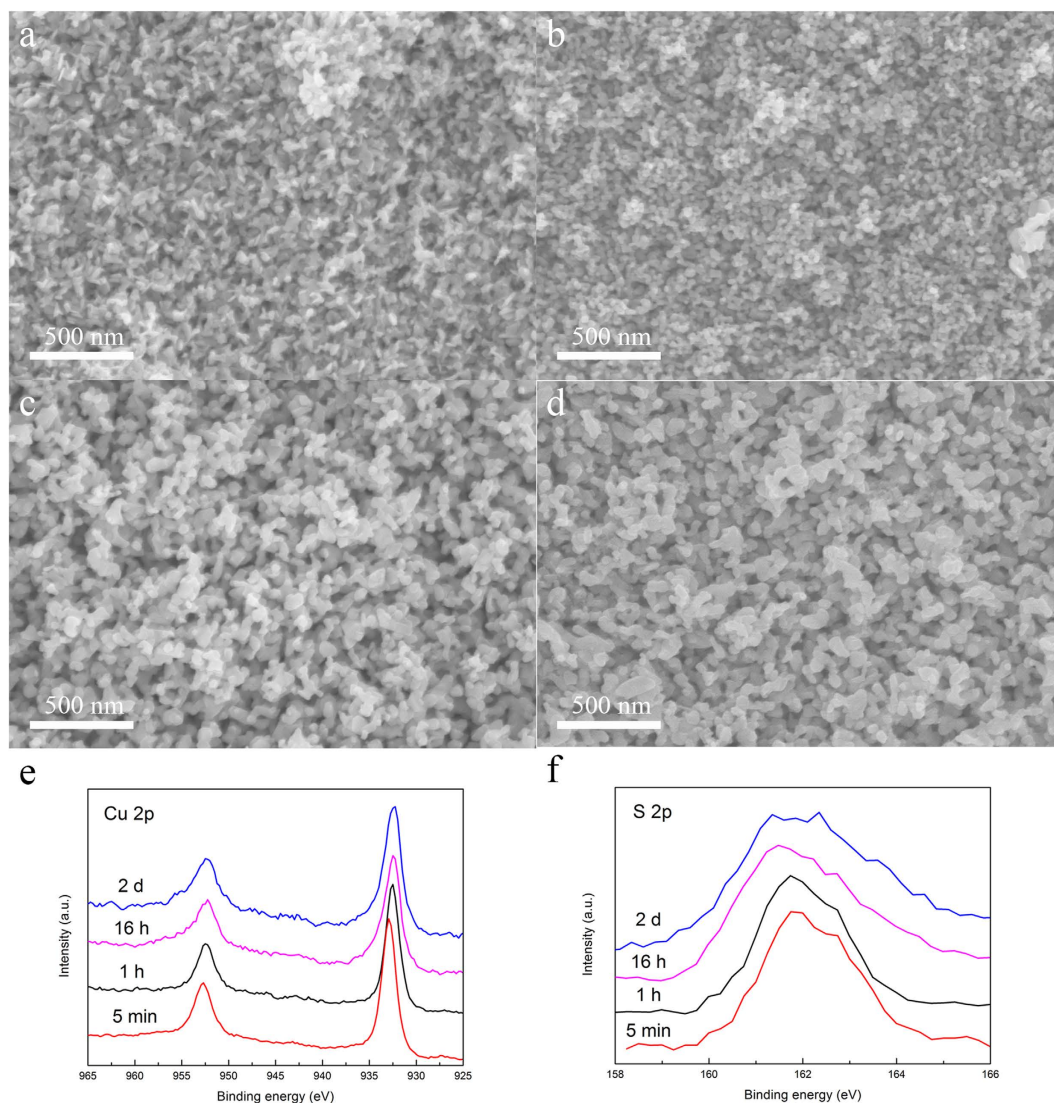 a
b
500 nm
500 nm
c
d
500 nm
500 nm
e
f
Cu 2p
2 d
16 h
1 h
5 min
Intensity (a.u.)
965 960 955 950 945 940 935 930 925
Binding energy (eV)
S 2p
2 d
16 h
1 h
5 min
Intensity (a.u.)
158 160 162 164 166
Binding energy (eV)